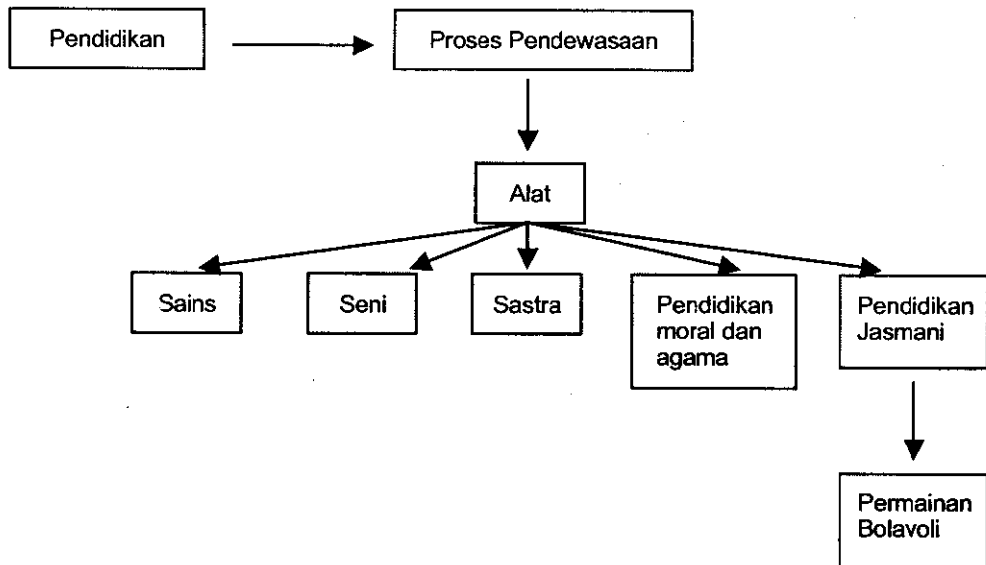 Pendidikan
Proses Pendewasaan
Alat
Sains
Seni
Sastra
Pendidikan
moral dan
agama
Pendidikan
Jasmani
Permainan
Bolavoli